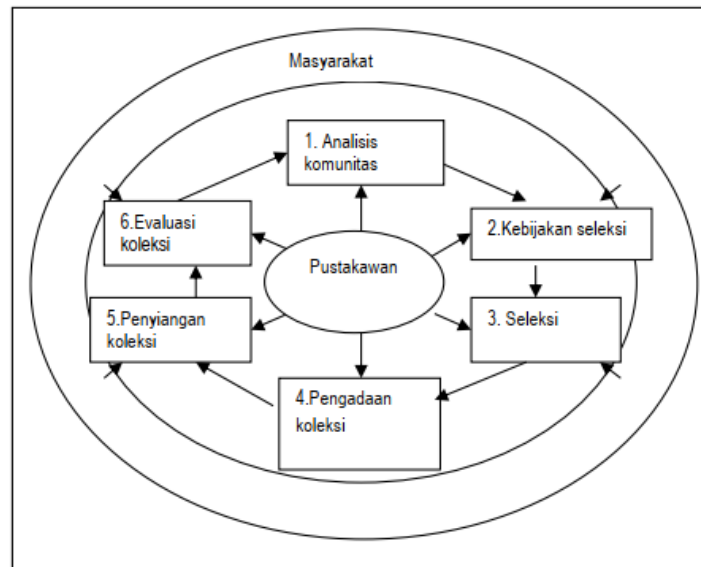 Masyarakat
1. Analisis
komunitas
2.Kebijakan seleksi
3. Seleksi
4.Pengadaan
koleksi
5.Penyiangan
koleksi
6.Evaluasi
koleksi
Pustakawan